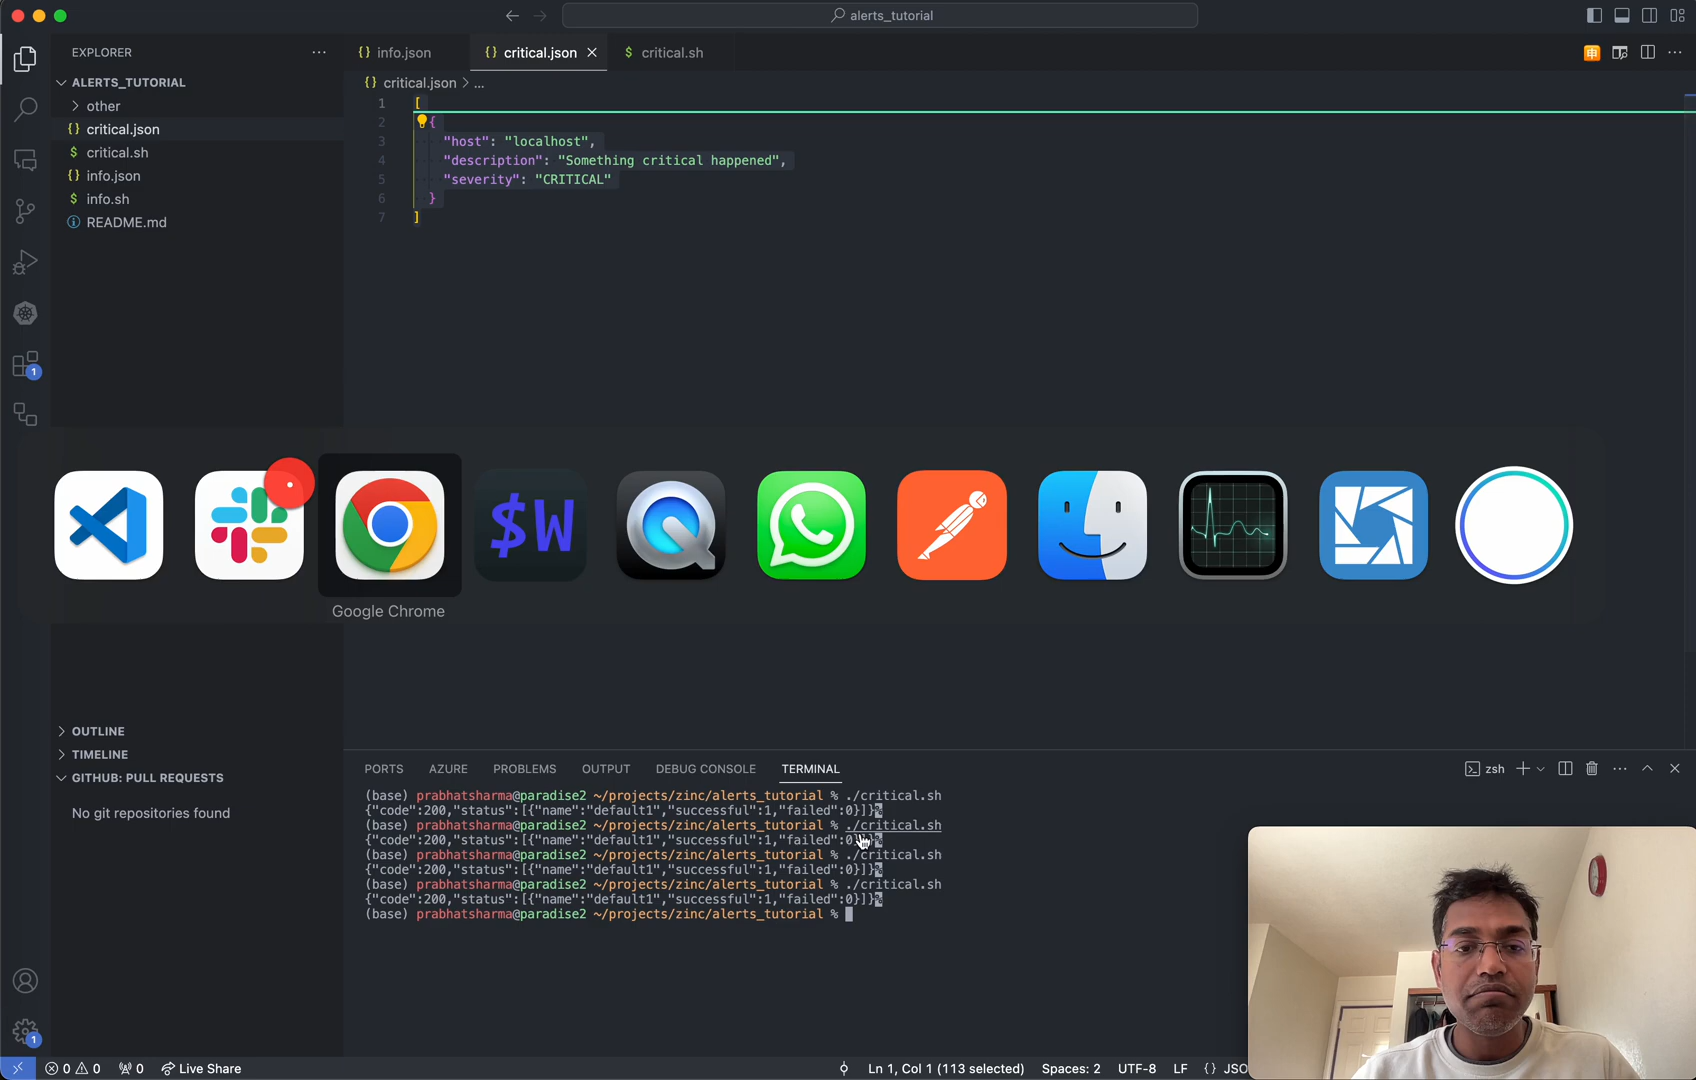 alerts_tutorial
EXPLORER
ALERTS_TUTORIAL
other
{} critical.json
$ critical.sh
{} info.json
$ info.sh
README.md
OUTLINE
TIMELINE
GITHUB: PULL REQUESTS
No git repositories found
{} info.json
{} critical.json
$ critical.sh
{} critical.json > ...
1 [
2 {
3 "host": "localhost",
4 "description": "Something critical happened",
5 "severity": "CRITICAL"
6 }
7 ]
1
$W
Google Chrome
PORTS AZURE PROBLEMS OUTPUT DEBUG CONSOLE TERMINAL
zsh
(base) prabhatsharma@paradise2 ~/projects/zinc/alerts_tutorial % ./critical.sh
{"code":200,"status":[{"name":"default1","successful":1,"failed":0}]}%
(base) prabhatsharma@paradise2 ~/projects/zinc/alerts_tutorial % ./critical.sh
{"code":200,"status":[{"name":"default1","successful":1,"failed":0}]}%
(base) prabhatsharma@paradise2 ~/projects/zinc/alerts_tutorial % ./critical.sh
{"code":200,"status":[{"name":"default1","successful":1,"failed":0}]}%
(base) prabhatsharma@paradise2 ~/projects/zinc/alerts_tutorial % ./critical.sh
{"code":200,"status":[{"name":"default1","successful":1,"failed":0}]}%
(base) prabhatsharma@paradise2 ~/projects/zinc/alerts_tutorial %
1
0 0 0 Live Share
Ln 1, Col 1 (113 selected) Spaces: 2 UTF-8 LF {} JSO